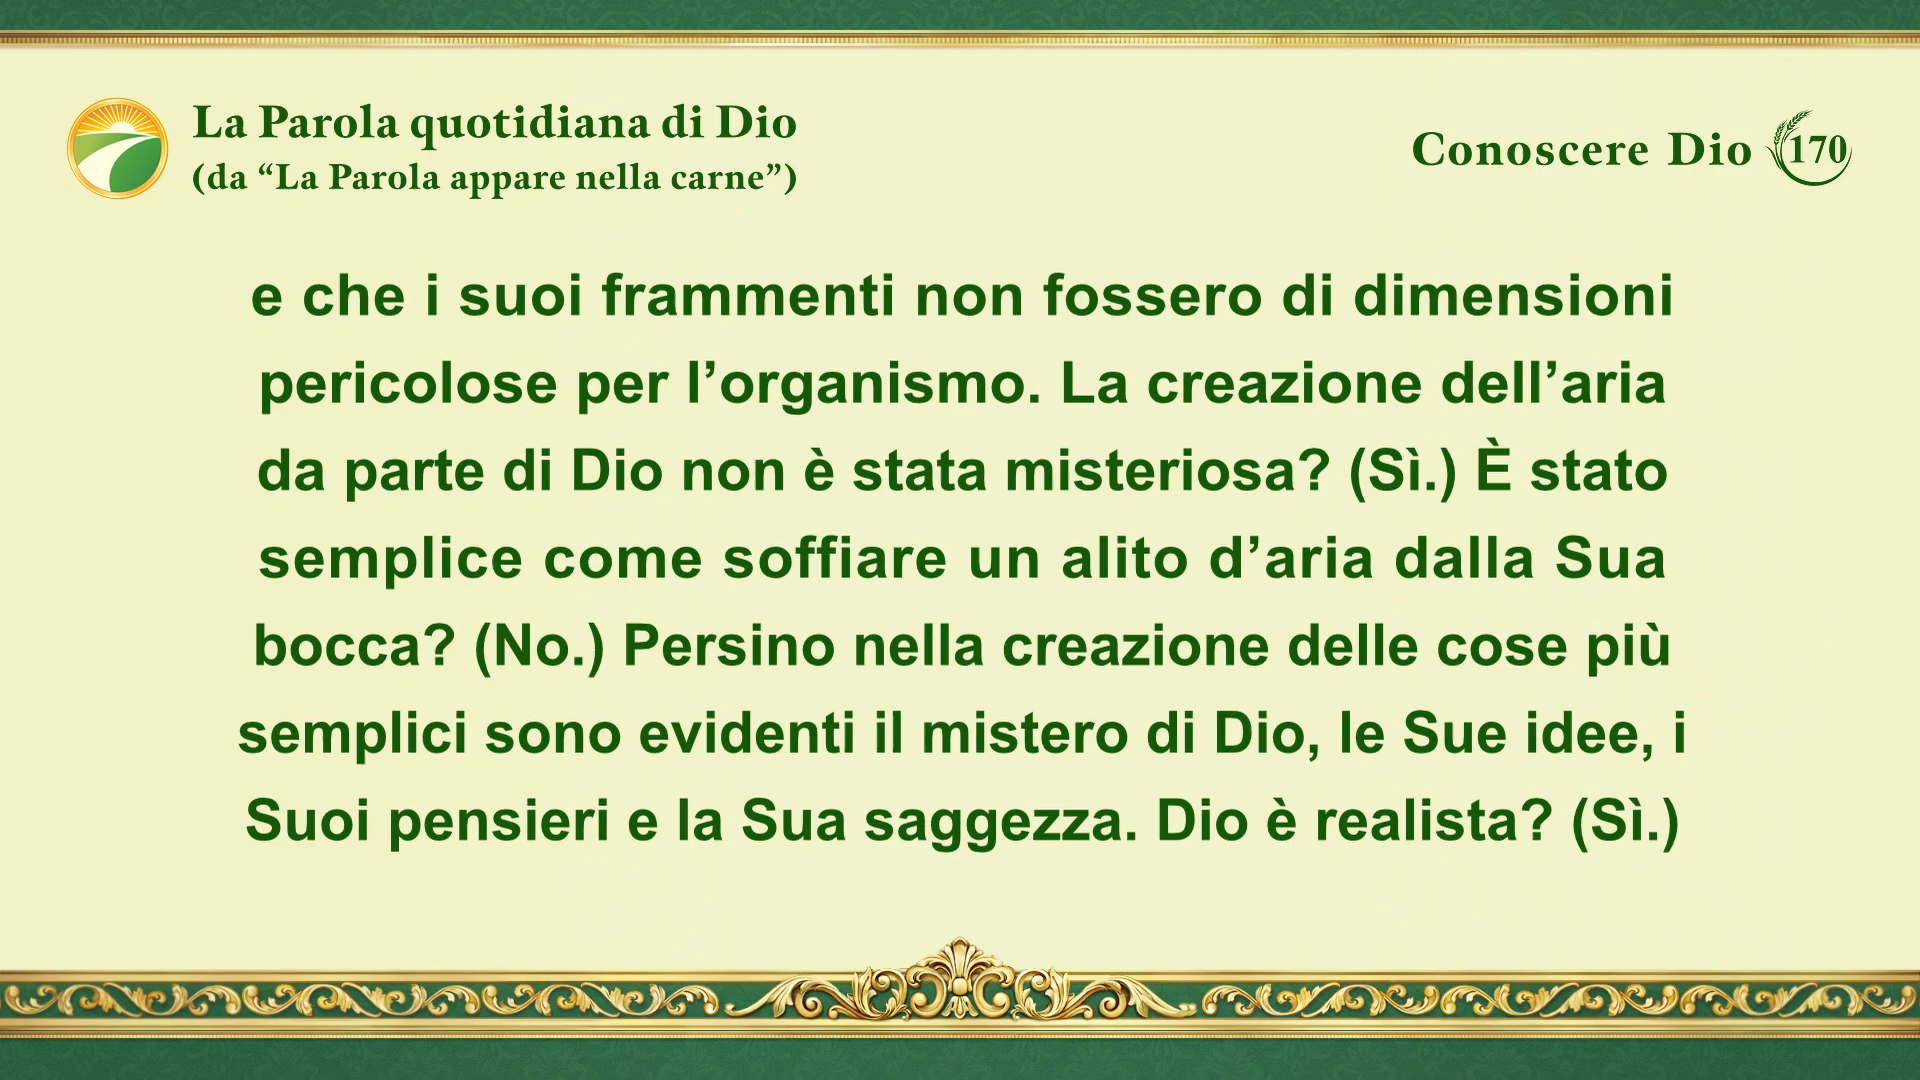 La Parola quotidiana di Dio
(da “La Parola appare nella carne”)
Conoscere Dio 170
e che i suoi frammenti non fossero di dimensioni
pericolose per l’organismo. La creazione dell’aria
da parte di Dio non è stata misteriosa? (Sì.) È stato
semplice come soffiare un alito d’aria dalla Sua
bocca? (No.) Persino nella creazione delle cose più
semplici sono evidenti il mistero di Dio, le Sue idee, i
Suoi pensieri e la Sua saggezza. Dio è realista? (Sì.)